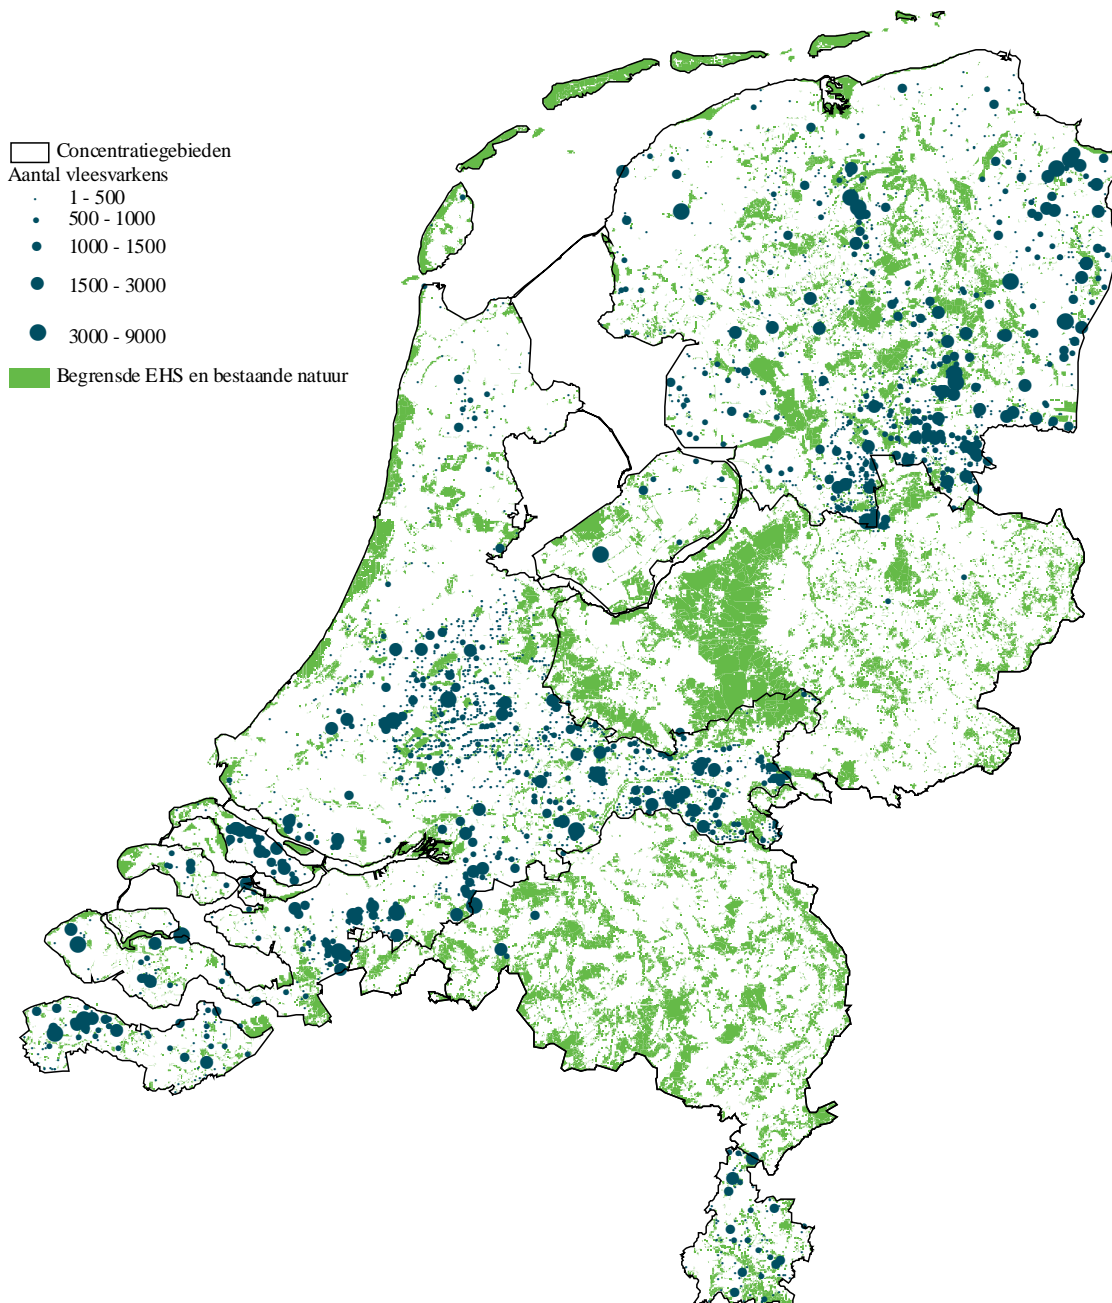 Concentratiegebieden
Aantal vleesvarkens
1 - 500
500 - 1000
1000 - 1500
1500 - 3000
3000 - 9000
Begrensde EHS en bestaande natuur